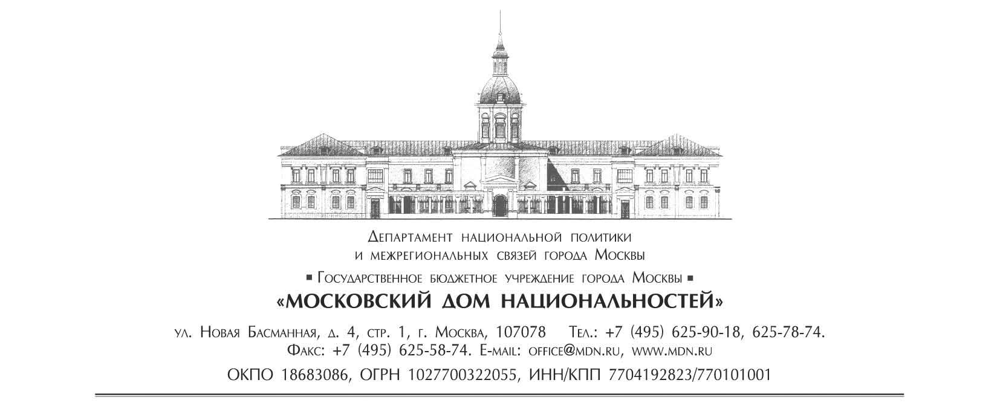 Департамент национальной политики
и межрегиональных связей города Москвы
▪ Государственное бюджетное учреждение города Москвы ▪
«МОСКОВСКИЙ ДОМ НАЦИОНАЛЬНОСТЕЙ»
ул. Новая Басманная, д. 4, стр. 1, г. Москва, 107078 Тел.: +7 (495) 625-90-18, 625-78-74.
Факс: +7 (495) 625-58-74. E-mail: office@mdn.ru, www.mdn.ru
ОКПО 18683086, ОГРН 1027700322055, ИНН/КПП 7704192823/770101001